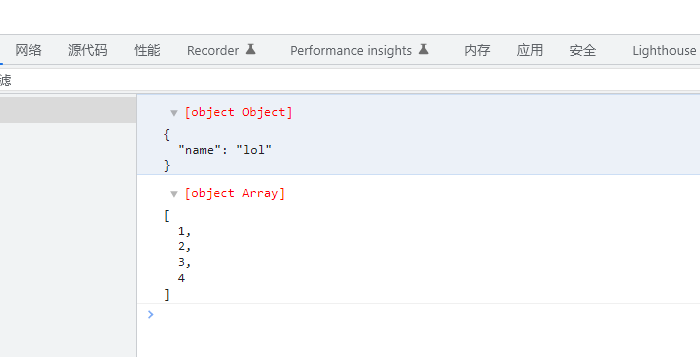 网络 源代码 性能 Recorder Performance insights 内存 应用 安全 Lighthouse
滤
[object Object]
{
"name": "lol"
}
[object Array]
[
1,
2,
3,
4
]